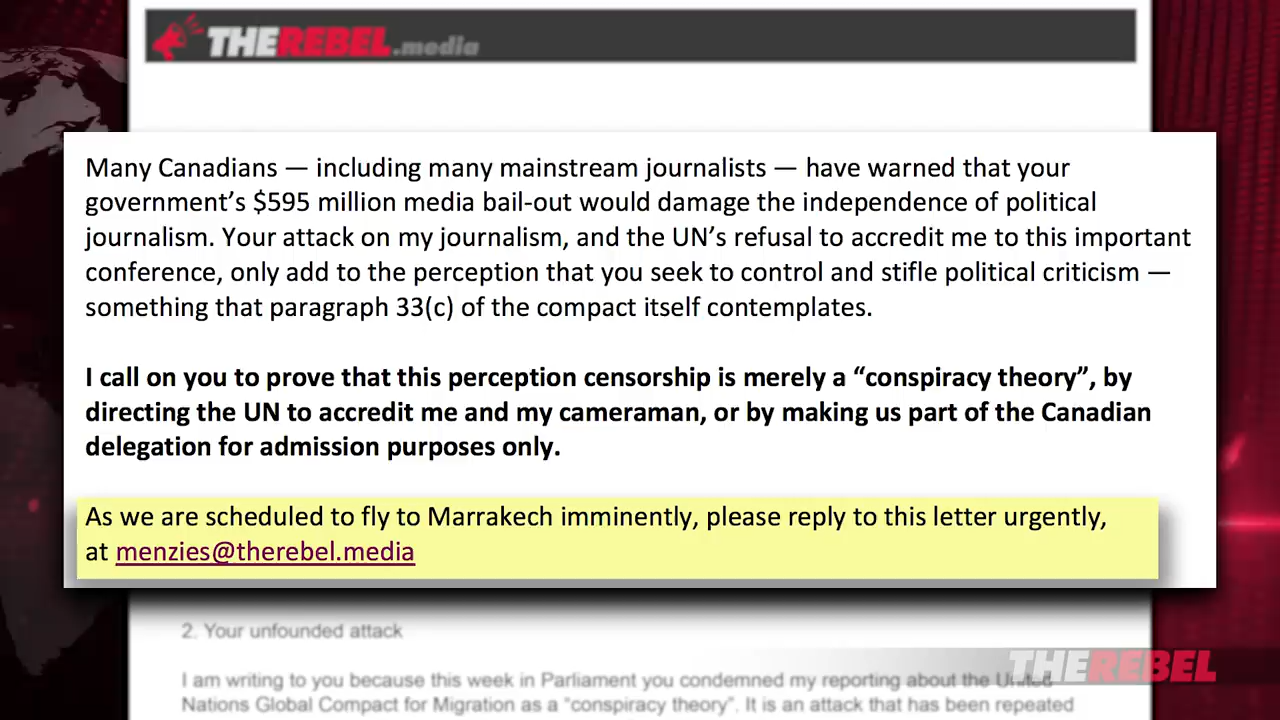 THEREBEL.media
Many Canadians — including many mainstream journalists — have warned that your
government’s $595 million media bail-out would damage the independence of political
journalism. Your attack on my journalism, and the UN’s refusal to accredit me to this important
conference, only add to the perception that you seek to control and stifle political criticism —
something that paragraph 33(c) of the compact itself contemplates.
I call on you to prove that this perception censorship is merely a “conspiracy theory”, by
directing the UN to accredit me and my cameraman, or by making us part of the Canadian
delegation for admission purposes only.
As we are scheduled to fly to Marrakech imminently, please reply to this letter urgently,
at menzies@therebel.media
2. Your unfounded attack
I am writing to you because this week in Parliament you condemned my reporting about the United
Nations Global Compact for Migration as a “conspiracy theory”. It is an attack that has been repeated
THEREBEL